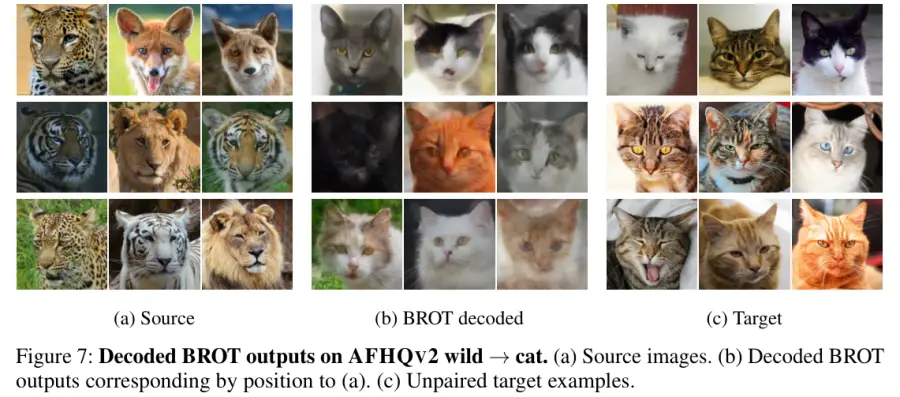 (a) Source
(b) BROT decoded
(c) Target
Figure 7: Decoded BROT outputs on AFHQV2 wild → cat. (a) Source images. (b) Decoded BROT
outputs corresponding by position to (a). (c) Unpaired target examples.